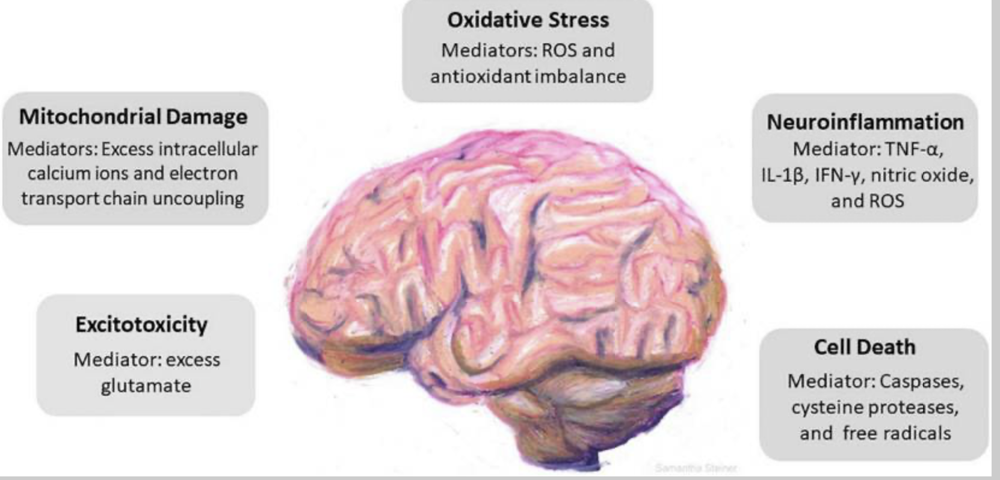 Oxidative Stress
Mediators: ROS and
antioxidant imbalance
Mitochondrial Damage
Mediators: Excess intracellular
calcium ions and electron
transport chain uncoupling
Neuroinflammation
Mediator: TNF-α,
IL-1β, IFN-γ, nitric oxide,
and ROS
Excitotoxicity
Mediator: excess
glutamate
Cell Death
Mediator: Caspases,
cysteine proteases,
and free radicals
Samantha Steiner